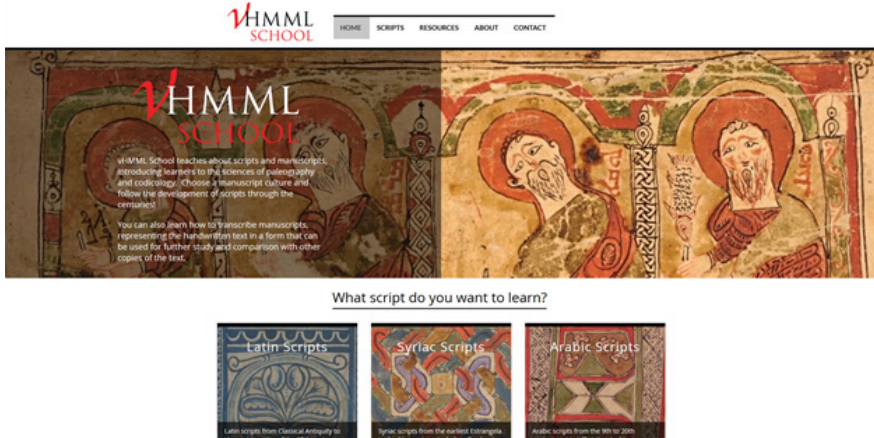 vHMML
SCHOOL
HOME SCRIPTS RESOURCES ABOUT CONTACT
vHMML
SCHOOL
vHMML School teaches about scripts and manuscripts,
introducing learners to the sciences of paleography
and codicology. Choose a manuscript culture and
follow the development of scripts through the
centuries!
You can also learn how to transcribe manuscripts,
representing the handwritten text in a form that can
be used for further study and comparison with other
copies of the text.
What script do you want to learn?
Latin Scripts Syriac Scripts Arabic Scripts
Latin scripts from Classical Antiquity to
Syriac scripts from the earliest Estrangela,
Arabic scripts from the 9th to 20th